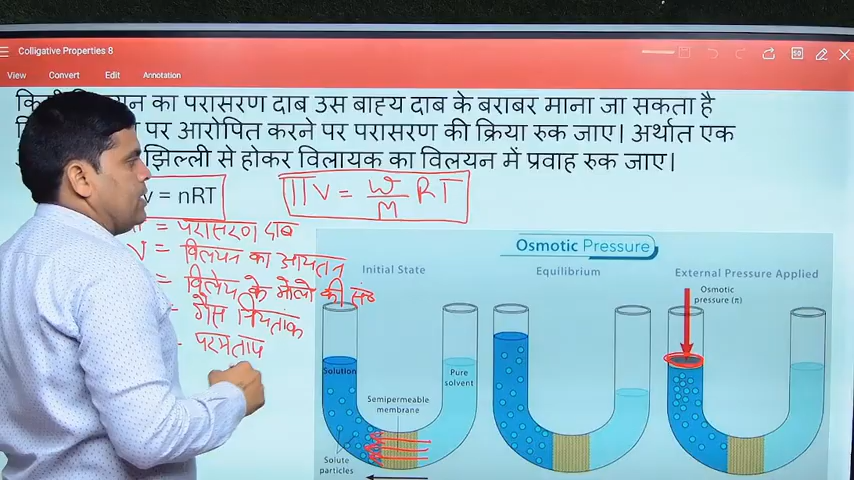 Colligative Properties 8
50
View Convert Edit Annotation
का परासरण दाब उस बाह्य दाब के बराबर माना जा सकता है
पर आरोपित करने पर परासरण की क्रिया रुक जाए। अर्थात एक
झिल्ली से होकर विलायक का विलयन में प्रवाह रुक जाए।
v = nRT
πv = w/M RT
= परासरण दाब
V = विलयन का आयतन
= विलेय के मोलो की सं०
- गैस नियतांक
- परमताप
Osmotic Pressure
Initial State
Equilibrium
External Pressure Applied
Osmotic
pressure (π)
Solution
Pure
solvent
Semipermeable
membrane
Solute
particles